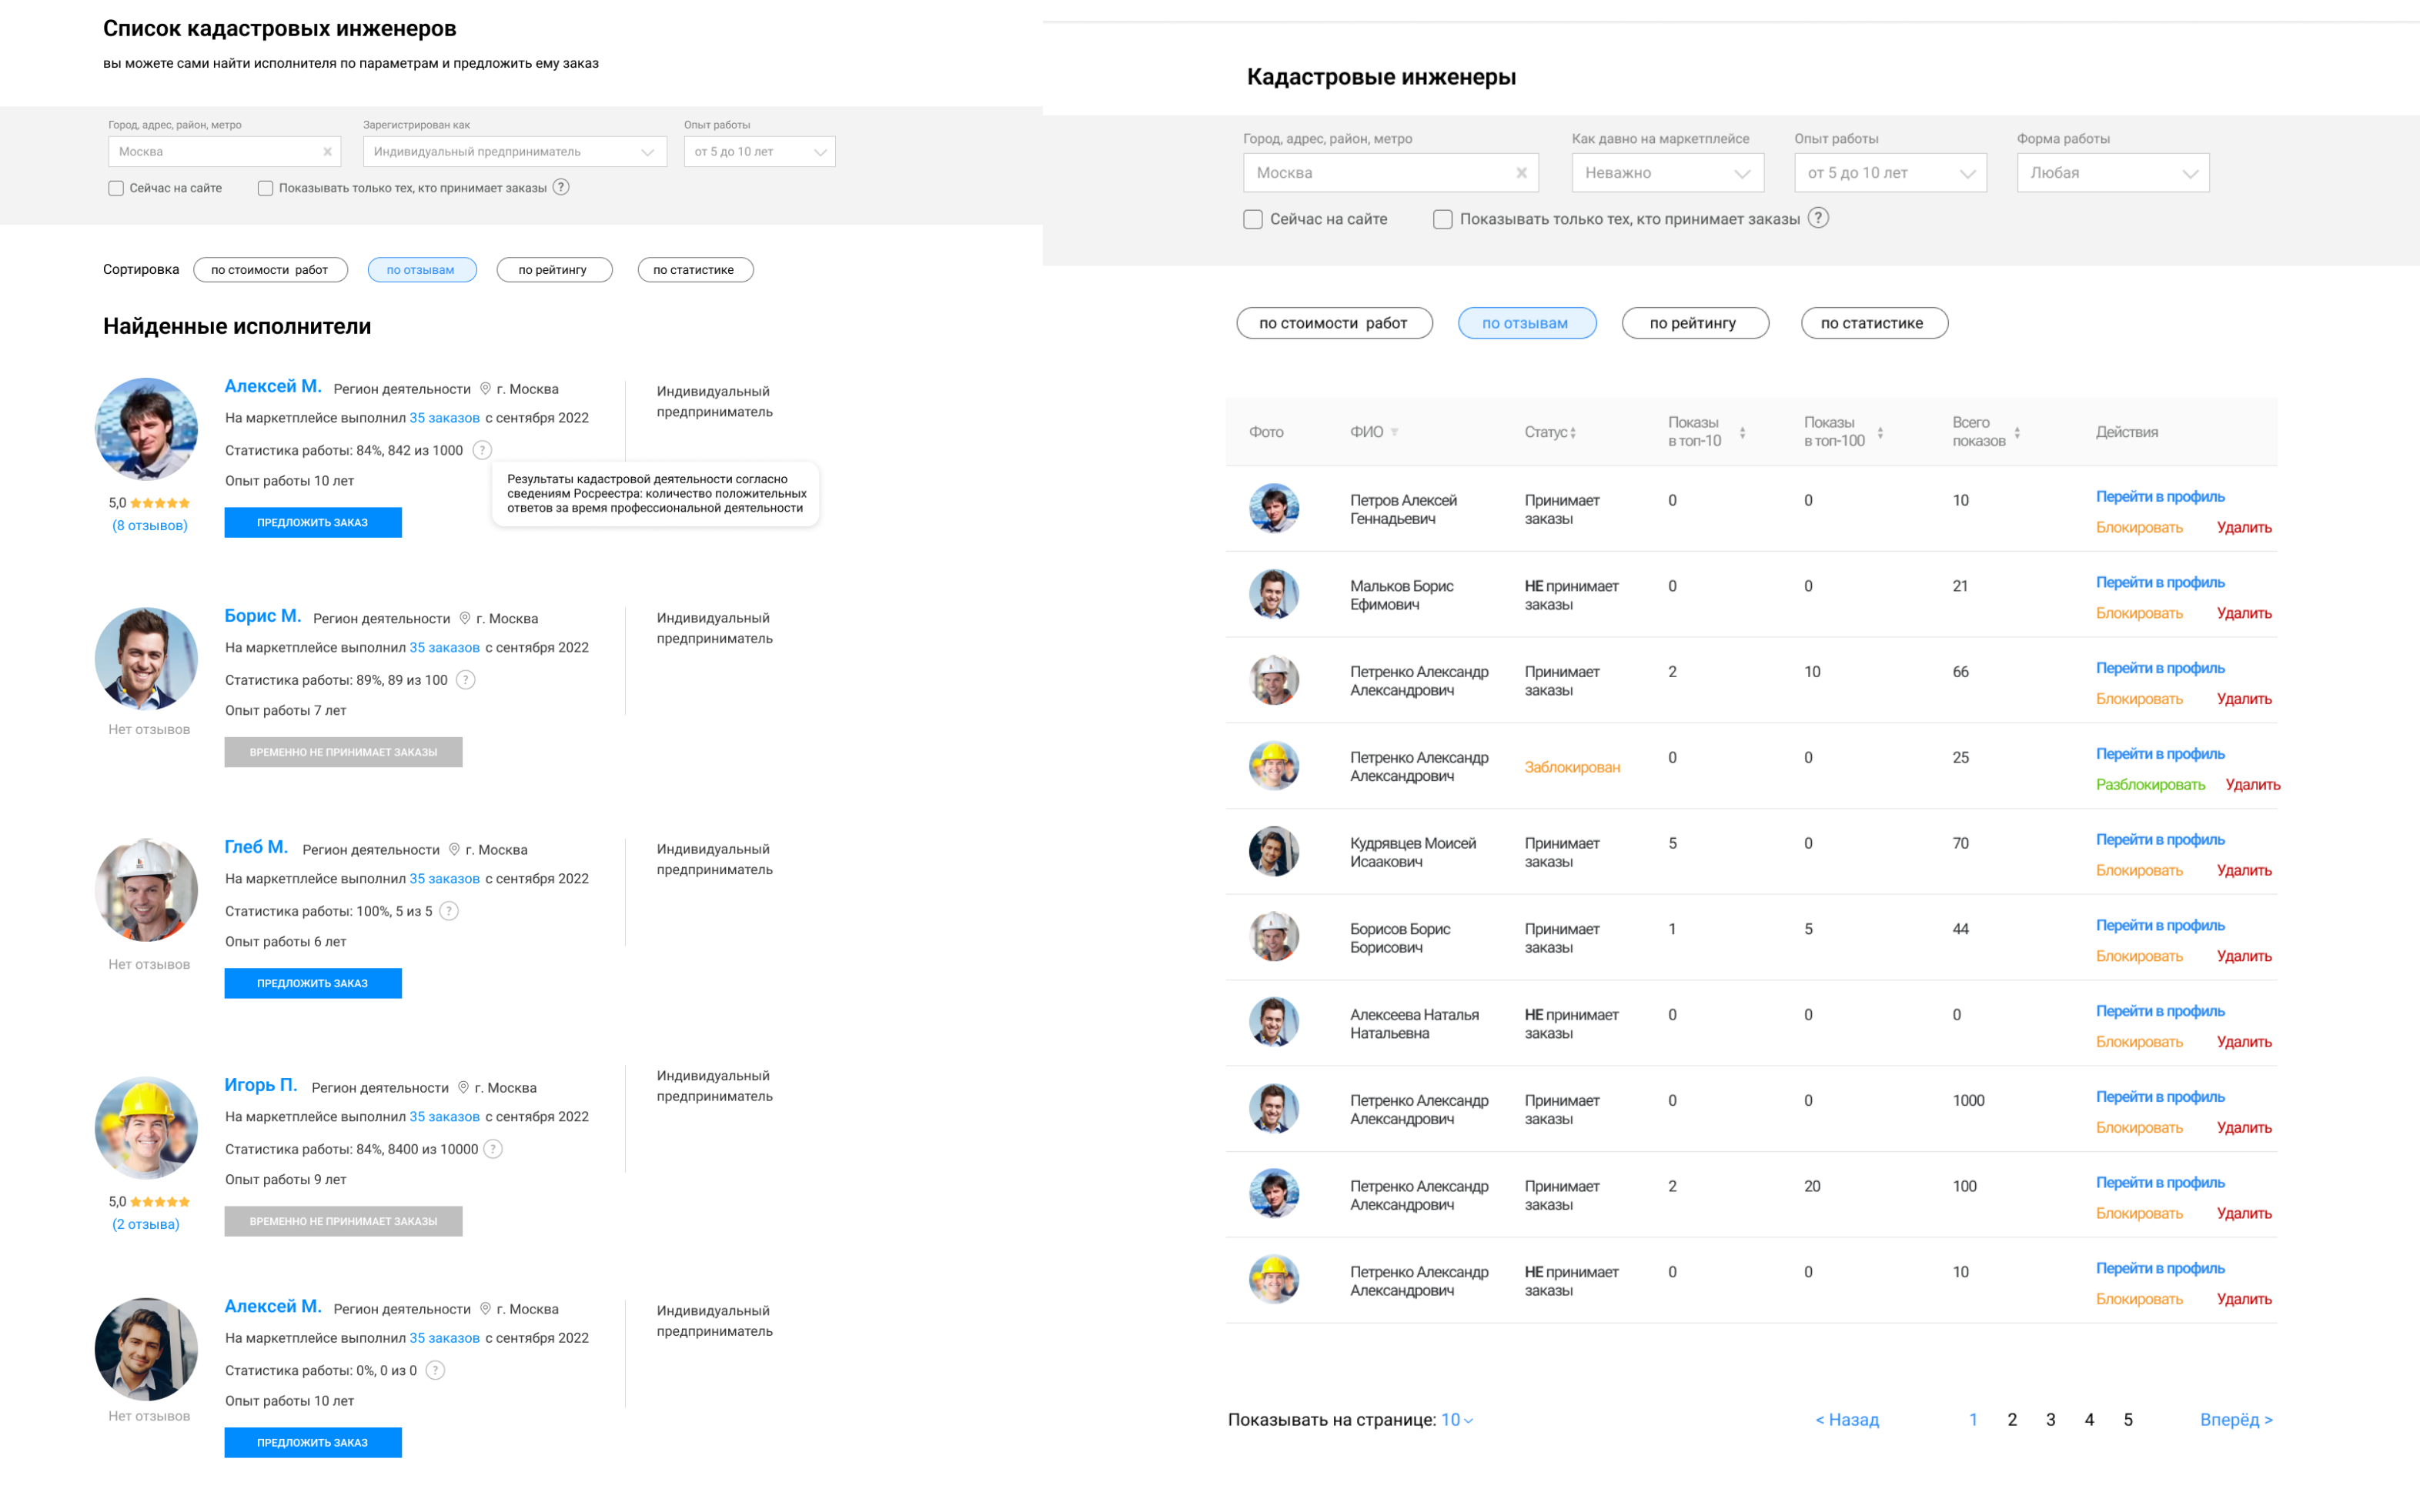 Список кадастровых инженеров
вы можете сами найти исполнителя по параметрам и предложить ему заказ
Город, адрес, район, метро
Зарегистрирован как
Опыт работы
Москва
Индивидуальный предприниматель
от 5 до 10 лет
Сейчас на сайте
Показывать только тех, кто принимает заказы ?
Сортировка
по стоимости работ
по отзывам
по рейтингу
по статистике
Найденные исполнители
Алексей М. Регион деятельности г. Москва
На маркетплейсе выполнил 35 заказов с сентября 2022
Статистика работы: 84%, 842 из 1000 ?
Опыт работы 10 лет
Результаты кадастровой деятельности согласно
сведениям Росреестра: количество положительных
ответов за время профессиональной деятельности
Индивидуальный
предприниматель
5,0
(8 отзывов)
ПРЕДЛОЖИТЬ ЗАКАЗ
Борис М. Регион деятельности г. Москва
На маркетплейсе выполнил 35 заказов с сентября 2022
Статистика работы: 89%, 89 из 100 ?
Опыт работы 7 лет
Индивидуальный
предприниматель
Нет отзывов
ВРЕМЕННО НЕ ПРИНИМАЕТ ЗАКАЗЫ
Глеб М. Регион деятельности г. Москва
На маркетплейсе выполнил 35 заказов с сентября 2022
Статистика работы: 100%, 5 из 5 ?
Опыт работы 6 лет
Индивидуальный
предприниматель
Нет отзывов
ПРЕДЛОЖИТЬ ЗАКАЗ
Игорь П. Регион деятельности г. Москва
На маркетплейсе выполнил 35 заказов с сентября 2022
Статистика работы: 84%, 8400 из 10000 ?
Опыт работы 9 лет
Индивидуальный
предприниматель
5,0
(2 отзыва)
ВРЕМЕННО НЕ ПРИНИМАЕТ ЗАКАЗЫ
Алексей М. Регион деятельности г. Москва
На маркетплейсе выполнил 35 заказов с сентября 2022
Статистика работы: 0%, 0 из 0 ?
Опыт работы 10 лет
Индивидуальный
предприниматель
Нет отзывов
ПРЕДЛОЖИТЬ ЗАКАЗ
Кадастровые инженеры
Город, адрес, район, метро
Как давно на маркетплейсе
Опыт работы
Форма работы
Москва
Неважно
от 5 до 10 лет
Любая
Сейчас на сайте
Показывать только тех, кто принимает заказы ?
по стоимости работ
по отзывам
по рейтингу
по статистике
Фото
ФИО
Статус
Показы
в топ-10
Показы
в топ-100
Всего
показов
Действия
Петров Алексей
Геннадьевич
Принимает
заказы
0
0
10
Перейти в профиль
Блокировать Удалить
Мальков Борис
Ефимович
НЕ принимает
заказы
0
0
21
Перейти в профиль
Блокировать Удалить
Петренко Александр
Александрович
Принимает
заказы
2
10
66
Перейти в профиль
Блокировать Удалить
Петренко Александр
Александрович
Заблокирован
0
0
25
Перейти в профиль
Разблокировать Удалить
Кудрявцев Моисей
Исаакович
Принимает
заказы
5
0
70
Перейти в профиль
Блокировать Удалить
Борисов Борис
Борисович
Принимает
заказы
1
5
44
Перейти в профиль
Блокировать Удалить
Алексеева Наталья
Натальевна
НЕ принимает
заказы
0
0
0
Перейти в профиль
Блокировать Удалить
Петренко Александр
Александрович
Принимает
заказы
0
0
1000
Перейти в профиль
Блокировать Удалить
Петренко Александр
Александрович
Принимает
заказы
2
20
100
Перейти в профиль
Блокировать Удалить
Петренко Александр
Александрович
НЕ принимает
заказы
0
0
10
Перейти в профиль
Блокировать Удалить
Показывать на странице: 10
< Назад 1 2 3 4 5 Вперёд >